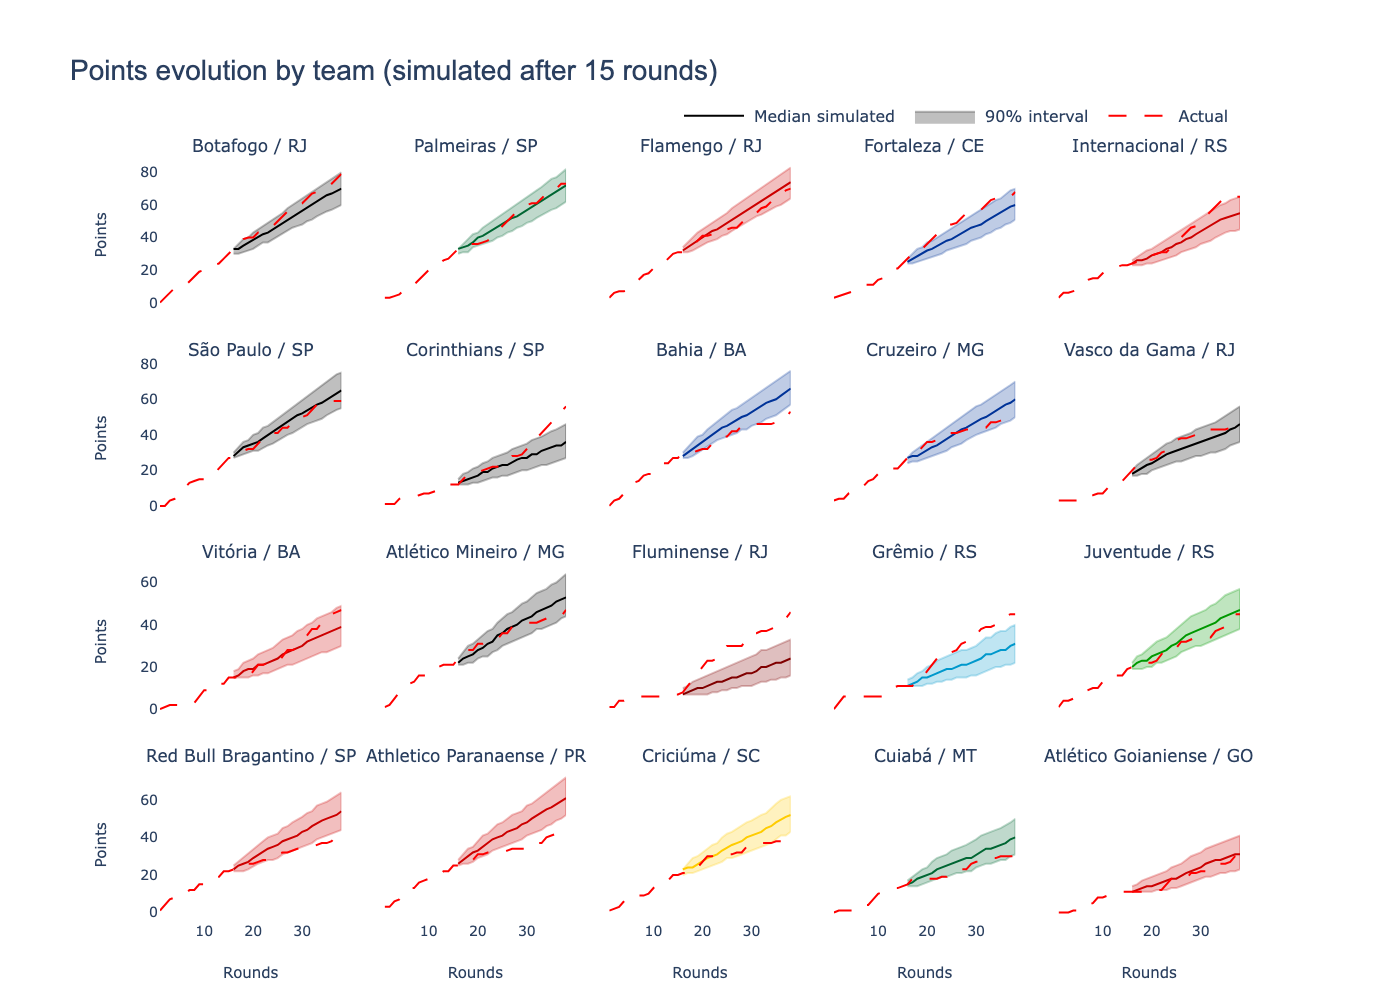 Points evolution by team (simulated after 15 rounds)
Median simulated 90% interval Actual
Botafogo / RJ Palmeiras / SP Flamengo / RJ Fortaleza / CE Internacional / RS
80
60
40
20
0
Points
São Paulo / SP Corinthians / SP Bahia / BA Cruzeiro / MG Vasco da Gama / RJ
80
60
40
20
0
Points
Vitória / BA Atlético Mineiro / MG Fluminense / RJ Grêmio / RS Juventude / RS
60
40
20
0
Points
Red Bull Bragantino / SP Athletico Paranaense / PR Criciúma / SC Cuiabá / MT Atlético Goianiense / GO
60
40
20
0
Points
10 20 30 10 20 30 10 20 30 10 20 30 10 20 30
Rounds Rounds Rounds Rounds Rounds